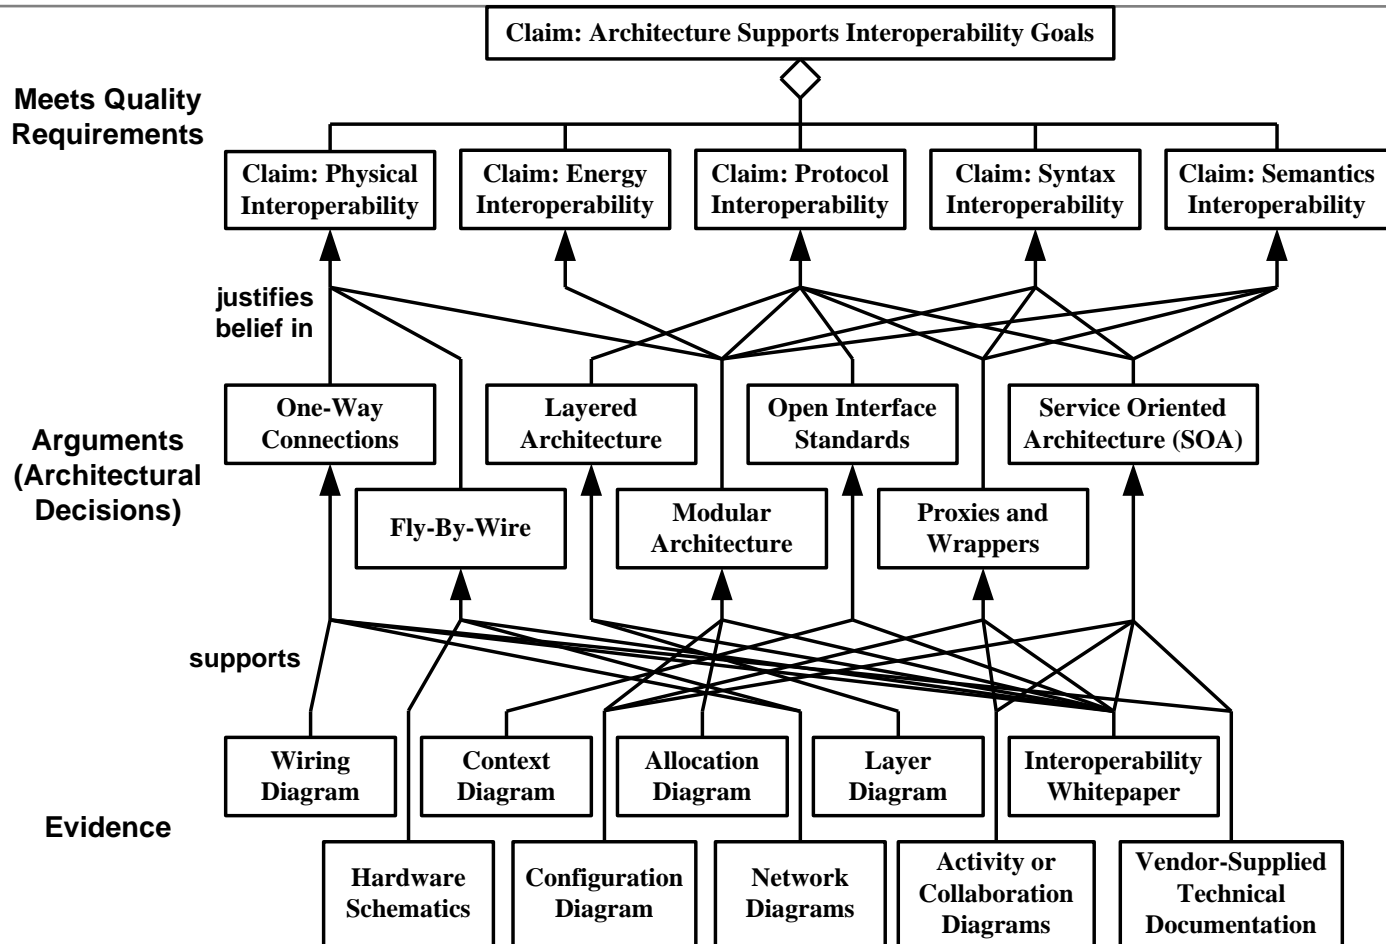 Claim: Architecture Supports Interoperability Goals
Meets Quality
Requirements
Claim: Physical
Interoperability
Claim: Energy
Interoperability
Claim: Protocol
Interoperability
Claim: Syntax
Interoperability
Claim: Semantics
Interoperability
justifies
belief in
Arguments
(Architectural
Decisions)
One-Way
Connections
Layered
Architecture
Open Interface
Standards
Service Oriented
Architecture (SOA)
Fly-By-Wire
Modular
Architecture
Proxies and
Wrappers
supports
Evidence
Wiring
Diagram
Context
Diagram
Allocation
Diagram
Layer
Diagram
Interoperability
Whitepaper
Hardware
Schematics
Configuration
Diagram
Network
Diagrams
Activity or
Collaboration
Diagrams
Vendor-Supplied
Technical
Documentation